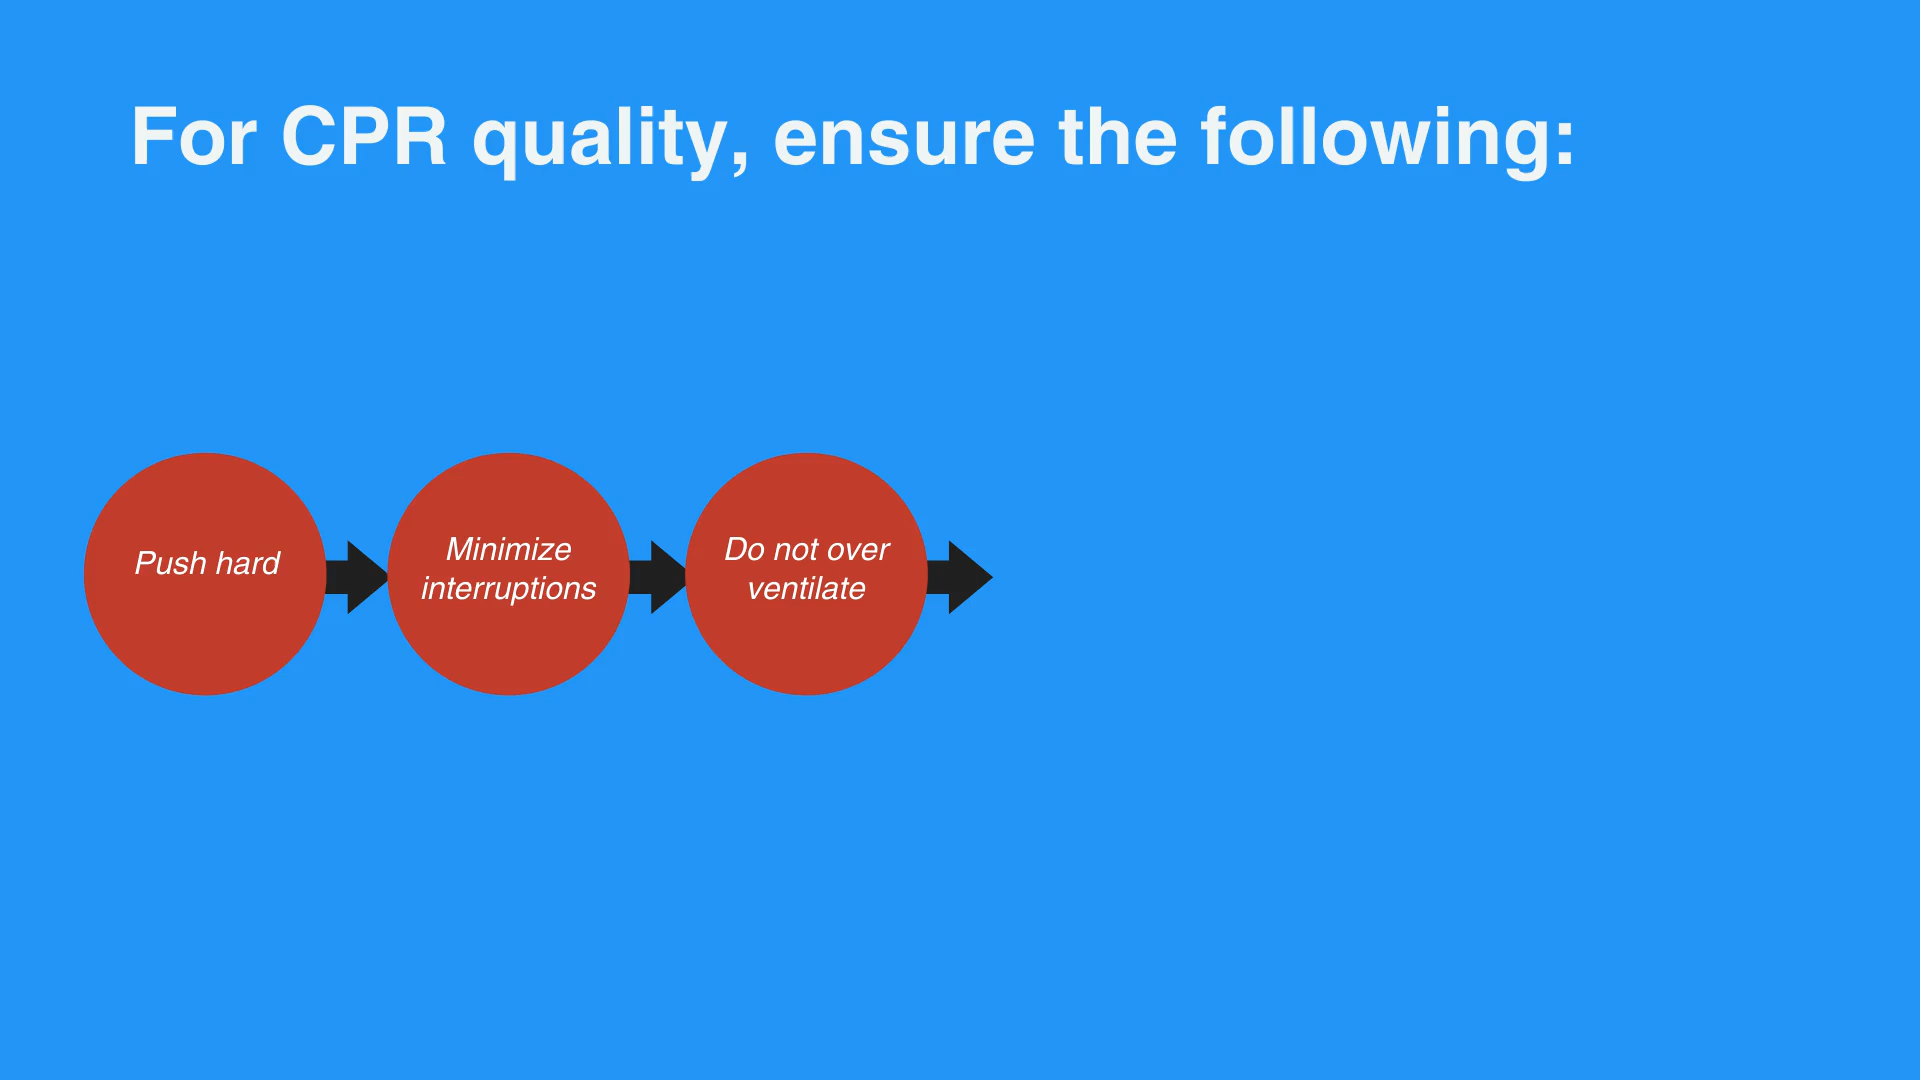 For CPR quality, ensure the following:
Push hard
Minimize
interruptions
Do not over
ventilate